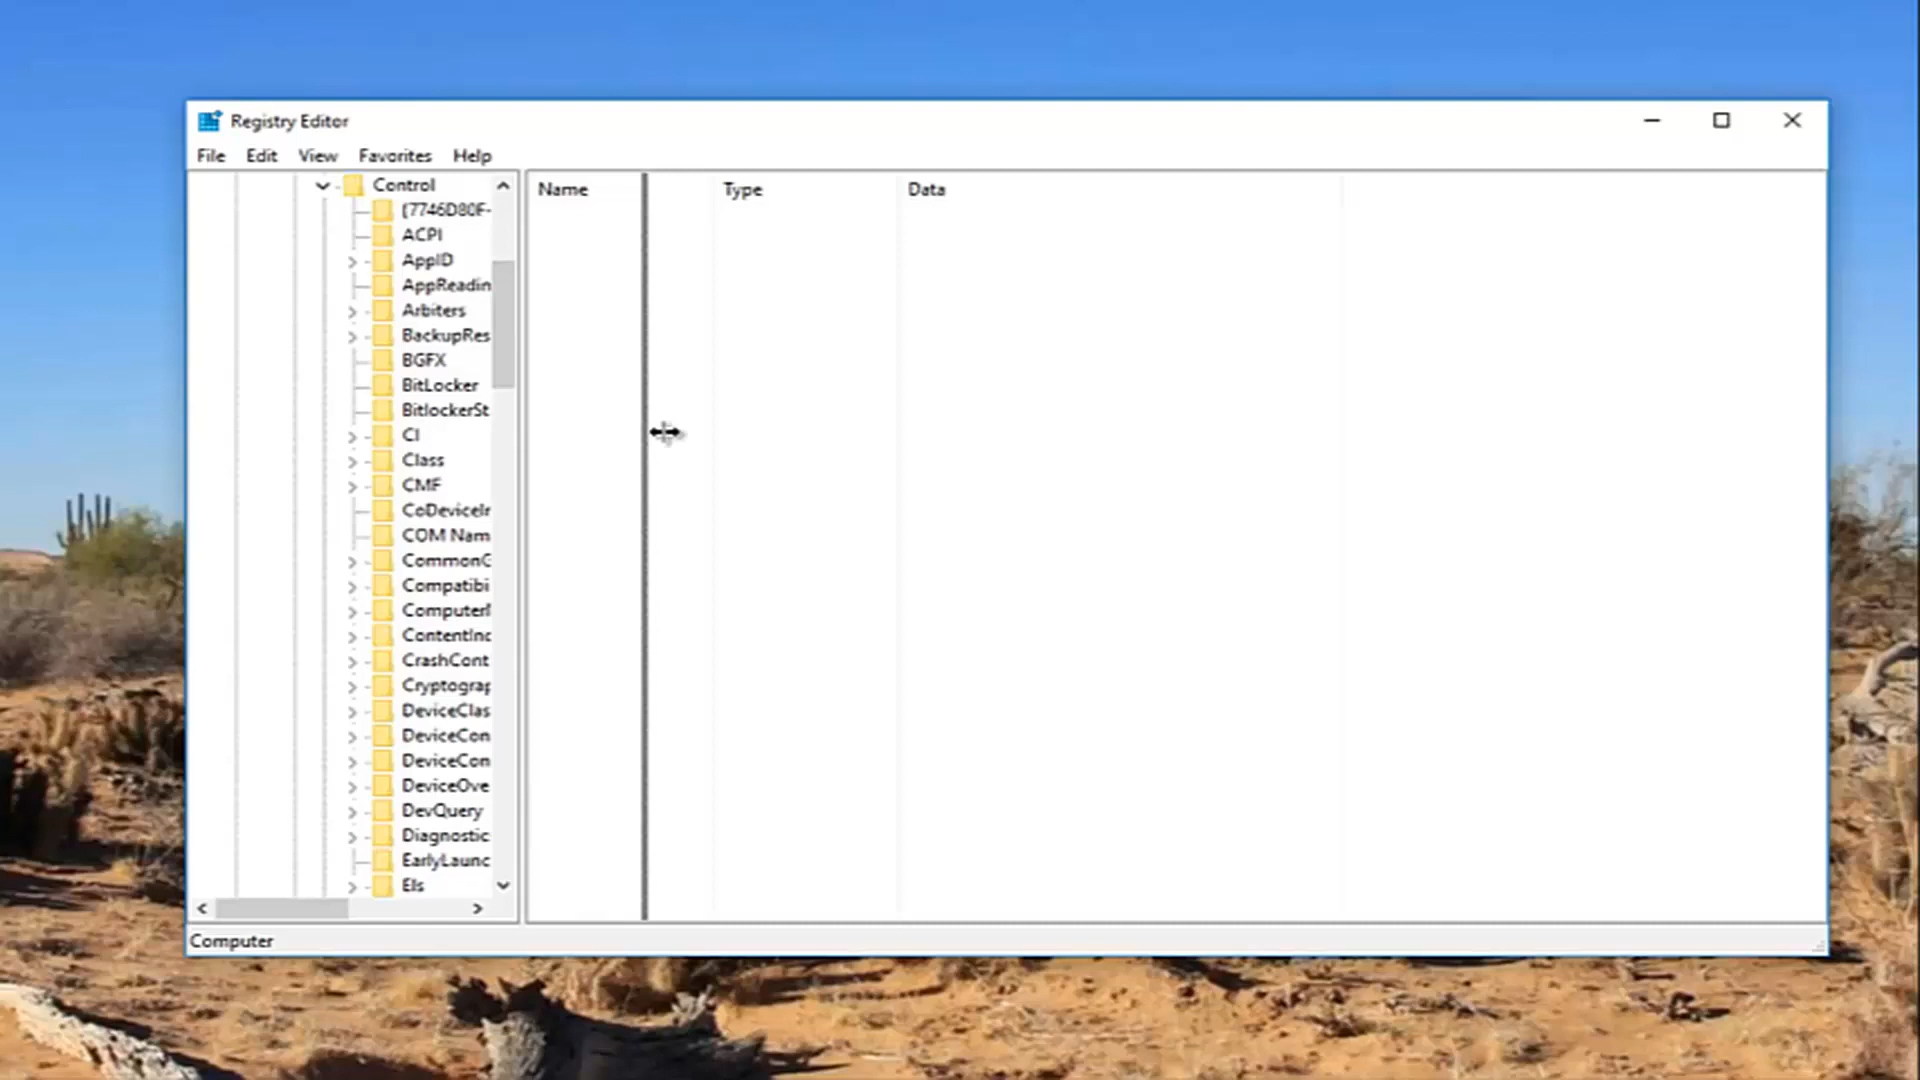 Registry Editor
File Edit View Favorites Help
Control
{7746D80F-
ACPI
AppID
AppReadin
Arbiters
BackupRes
BGFX
BitLocker
BitlockerSt
CI
Class
CMF
CoDeviceIr
COM Nam
CommonG
Compatibi
ComputerN
ContentInd
CrashCont
Cryptograp
DeviceClas
DeviceCon
DeviceCon
DeviceOve
DevQuery
Diagnostic
EarlyLaunc
Els
Name Type Data
Computer